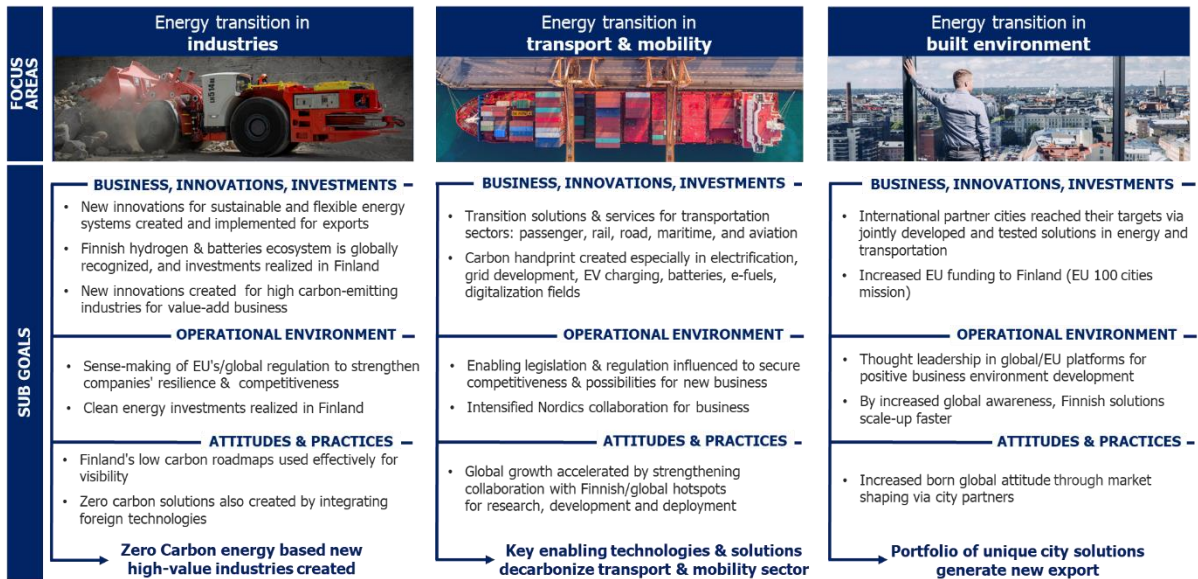 FOCUS
AREAS
Energy transition in
industries
Energy transition in
transport & mobility
Energy transition in
built environment
SUB GOALS
BUSINESS, INNOVATIONS, INVESTMENTS
• New innovations for sustainable and flexible energy
systems created and implemented for exports
• Finnish hydrogen & batteries ecosystem is globally
recognized, and investments realized in Finland
• New innovations created for high carbon-emitting
industries for value-add business
OPERATIONAL ENVIRONMENT
• Sense-making of EU's/global regulation to strengthen
companies' resilience & competitiveness
• Clean energy investments realized in Finland
ATTITUDES & PRACTICES
• Finland's low carbon roadmaps used effectively for
visibility
• Zero carbon solutions also created by integrating
foreign technologies
Zero Carbon energy based new
high-value industries created
BUSINESS, INNOVATIONS, INVESTMENTS
• Transition solutions & services for transportation
sectors: passenger, rail, road, maritime, and aviation
• Carbon handprint created especially in electrification,
grid development, EV charging, batteries, e-fuels,
digitalization fields
OPERATIONAL ENVIRONMENT
• Enabling legislation & regulation influenced to secure
competitiveness & possibilities for new business
• Intensified Nordics collaboration for business
ATTITUDES & PRACTICES
• Global growth accelerated by strengthening
collaboration with Finnish/global hotspots
for research, development and deployment
Key enabling technologies & solutions
decarbonize transport & mobility sector
BUSINESS, INNOVATIONS, INVESTMENTS
• International partner cities reached their targets via
jointly developed and tested solutions in energy and
transportation
• Increased EU funding to Finland (EU 100 cities
mission)
OPERATIONAL ENVIRONMENT
• Thought leadership in global/EU platforms for
positive business environment development
• By increased global awareness, Finnish solutions
scale-up faster
ATTITUDES & PRACTICES
• Increased born global attitude through market
shaping via city partners
Portfolio of unique city solutions
generate new export